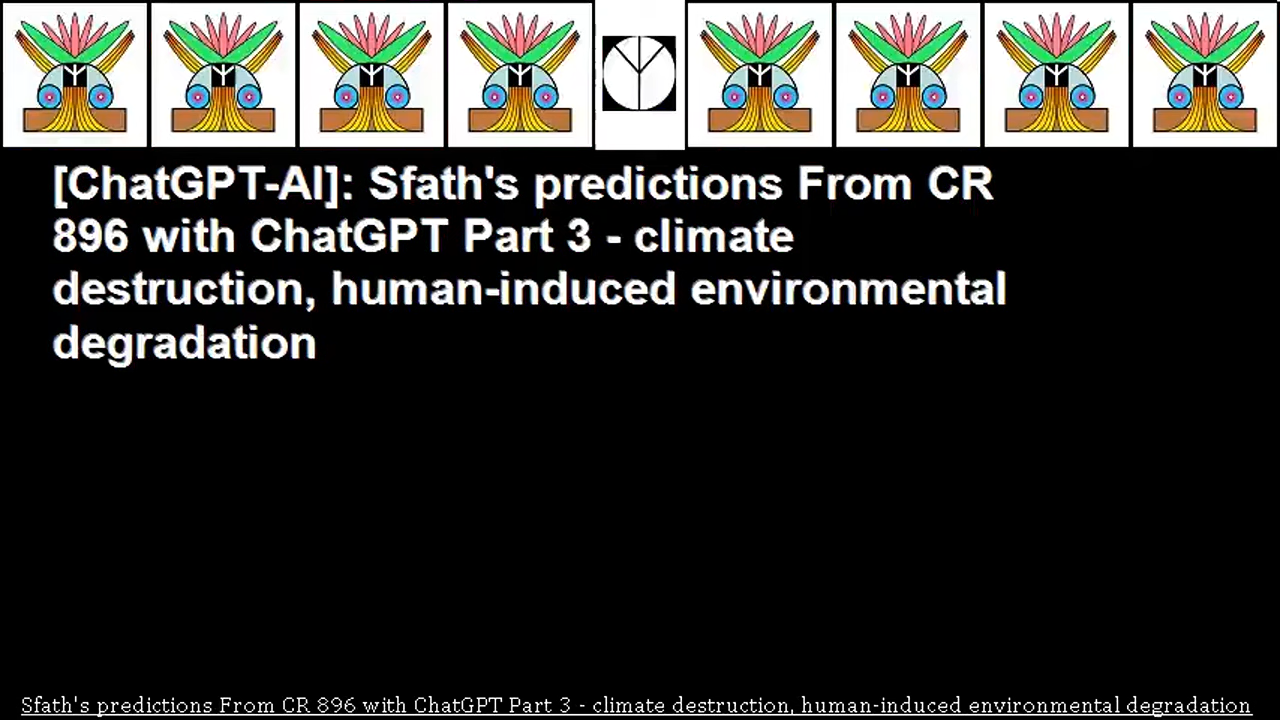 [ChatGPT-AI]: Sfath's predictions From CR
896 with ChatGPT Part 3 - climate
destruction, human-induced environmental
degradation
Sfath's predictions From CR 896 with ChatGPT Part 3 - climate destruction, human-induced environmental degradation